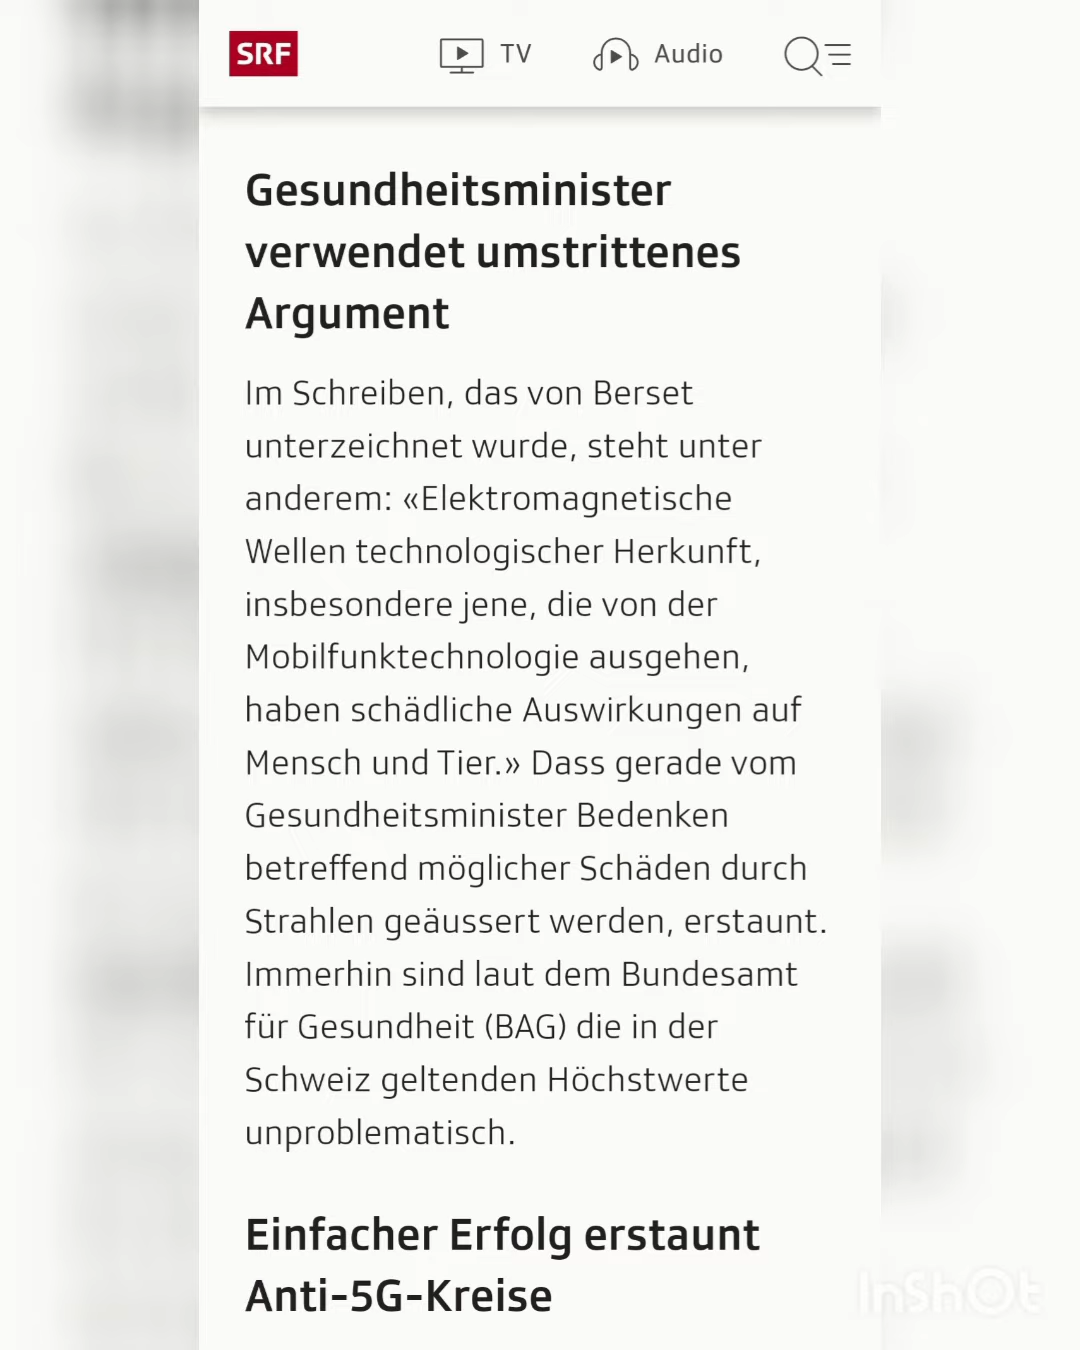 SRF
TV
Audio
Gesundheitsminister
verwendet umstrittenes
Argument
Im Schreiben, das von Berset
unterzeichnet wurde, steht unter
anderem: «Elektromagnetische
Wellen technologischer Herkunft,
insbesondere jene, die von der
Mobilfunktechnologie ausgehen,
haben schädliche Auswirkungen auf
Mensch und Tier.» Dass gerade vom
Gesundheitsminister Bedenken
betreffend möglicher Schäden durch
Strahlen geäussert werden, erstaunt.
Immerhin sind laut dem Bundesamt
für Gesundheit (BAG) die in der
Schweiz geltenden Höchstwerte
unproblematisch.
Einfacher Erfolg erstaunt
Anti-5G-Kreise
InShOt